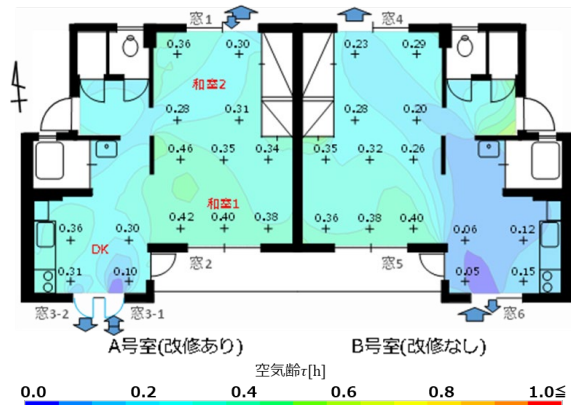 窓1 窓4
0.36 0.30 0.23 0.29
和室2
0.28 0.31 0.28 0.20
0.46 0.35 0.34 0.35 0.32 0.26
和室1
0.42 0.40 0.38 0.36 0.38 0.40
0.36 0.30 0.06 0.12
DK
0.31 0.10 0.05 0.15
窓2 窓5
窓3-2 窓3-1 窓6
A号室(改修あり) B号室(改修なし)
空気齢τ[h]
0.0 0.2 0.4 0.6 0.8 1.0≦